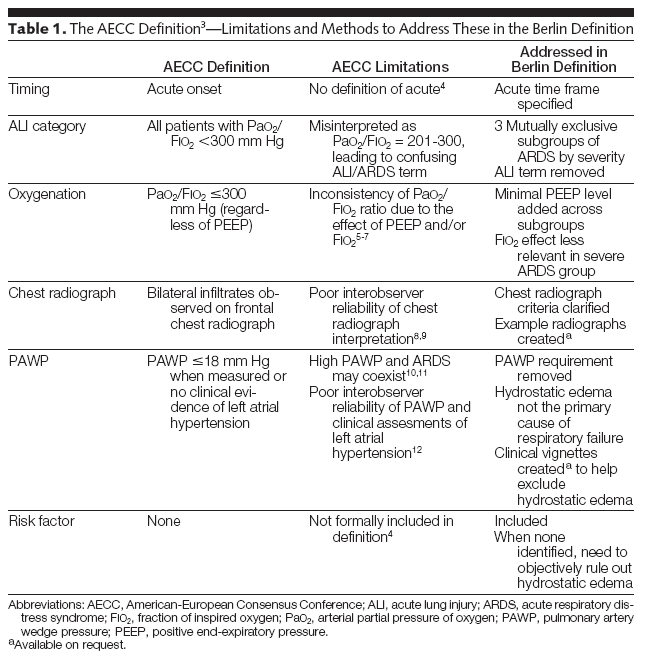 Table 1. The AECC Definition3—Limitations and Methods to Address These in the Berlin Definition
AECC Definition
AECC Limitations
Addressed in
Berlin Definition
Timing
Acute onset
No definition of acute4
Acute time frame
specified
ALI category
All patients with PaO2/
FIO2 <300 mm Hg
Misinterpreted as
PaO2/FIO2 = 201-300,
leading to confusing
ALI/ARDS term
3 Mutually exclusive
subgroups of
ARDS by severity
ALI term removed
Oxygenation
PaO2/FIO2 ≤300
mm Hg (regard-
less of PEEP)
Inconsistency of PaO2/
FIO2 ratio due to the
effect of PEEP and/or
FIO25-7
Minimal PEEP level
added across
subgroups
FIO2 effect less
relevant in severe
ARDS group
Chest radiograph
Bilateral infiltrates ob-
served on frontal
chest radiograph
Poor interobserver
reliability of chest
radiograph
interpretation8,9
Chest radiograph
criteria clarified
Example radiographs
createda
PAWP
PAWP ≤18 mm Hg
when measured or
no clinical evi-
dence of left atrial
hypertension
High PAWP and ARDS
may coexist10,11
Poor interobserver
reliability of PAWP and
clinical assesments of
left atrial
hypertension12
PAWP requirement
removed
Hydrostatic edema
not the primary
cause of
respiratory failure
Clinical vignettes
createda to help
exclude
hydrostatic edema
Risk factor
None
Not formally included in
definition4
Included
When none
identified, need to
objectively rule out
hydrostatic edema
Abbreviations: AECC, American-European Consensus Conference; ALI, acute lung injury; ARDS, acute respiratory dis-
tress syndrome; FIO2, fraction of inspired oxygen; PaO2, arterial partial pressure of oxygen; PAWP, pulmonary artery
wedge pressure; PEEP, positive end-expiratory pressure.
aAvailable on request.